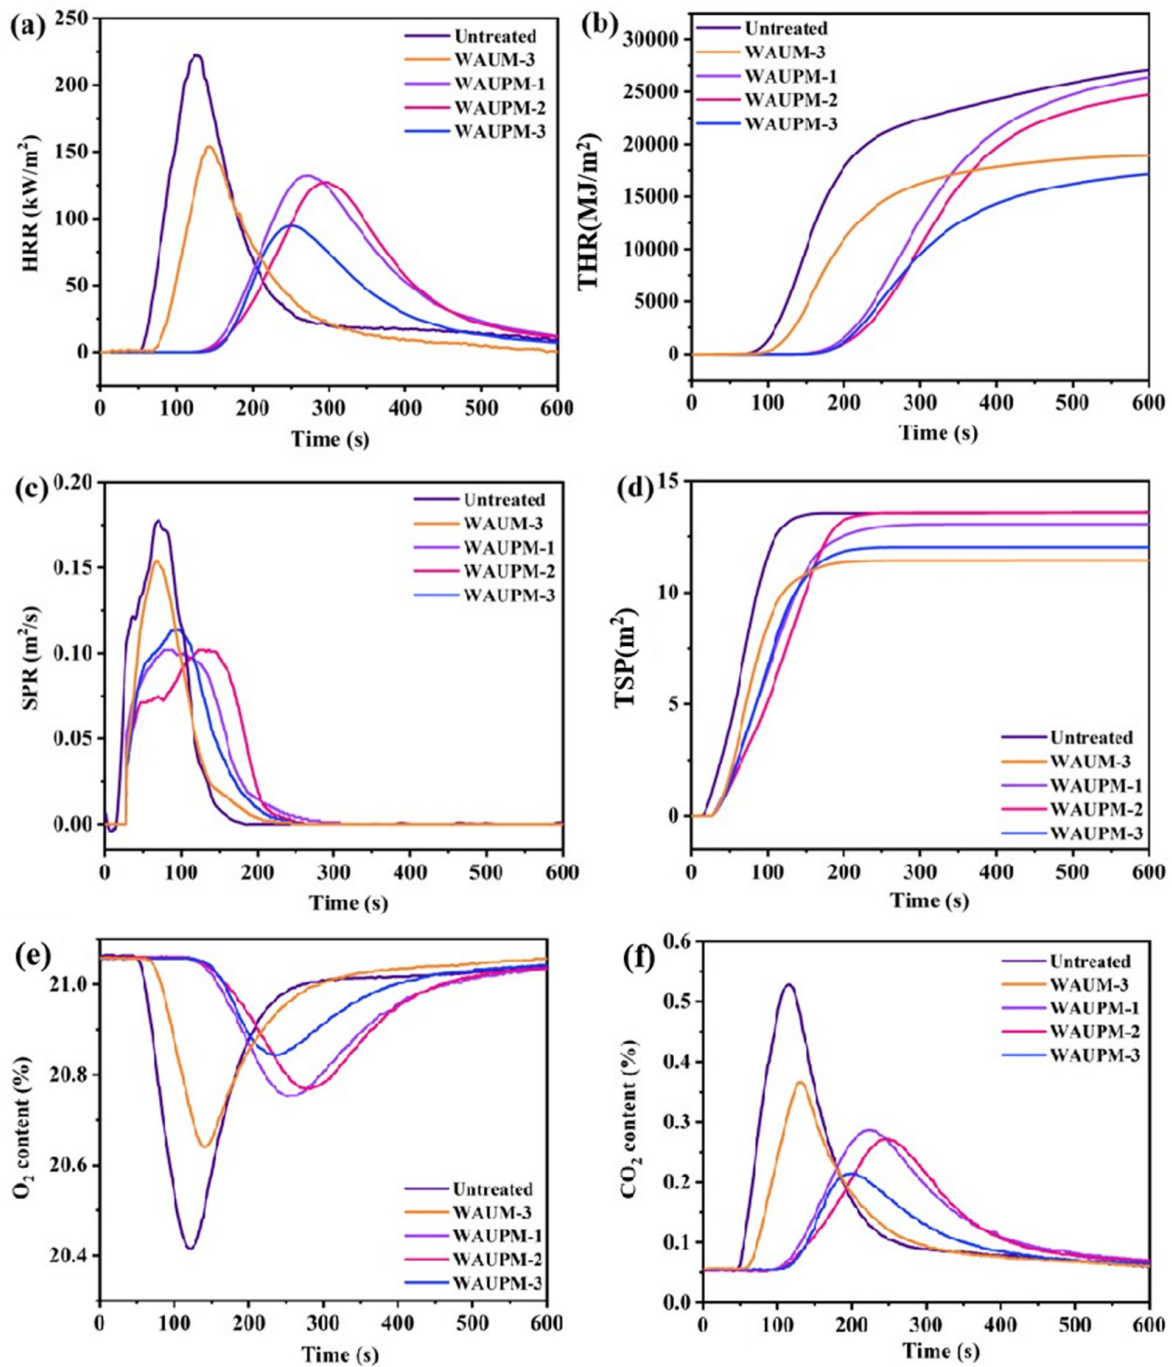 (a)
250
200
150
100
50
0
HRR (kW/m²)
Untreated
WAUM-3
WAUPM-1
WAUPM-2
WAUPM-3
0 100 200 300 400 500 600
Time (s)
(b)
30000
25000
20000
15000
10000
5000
0
THR(MJ/m²)
Untreated
WAUM-3
WAUPM-1
WAUPM-2
WAUPM-3
0 100 200 300 400 500 600
Time (s)
(c)
0.20
0.15
0.10
0.05
0.00
SPR (m²/s)
Untreated
WAUM-3
WAUPM-1
WAUPM-2
WAUPM-3
0 100 200 300 400 500 600
Time (s)
(d)
15
10
5
0
TSP(m²)
Untreated
WAUM-3
WAUPM-1
WAUPM-2
WAUPM-3
0 100 200 300 400 500 600
Time (s)
(e)
21.0
20.8
20.6
20.4
O₂ content (%)
Untreated
WAUM-3
WAUPM-1
WAUPM-2
WAUPM-3
0 100 200 300 400 500 600
Time (s)
(f)
0.6
0.5
0.4
0.3
0.2
0.1
0.0
CO₂ content (%)
Untreated
WAUM-3
WAUPM-1
WAUPM-2
WAUPM-3
0 100 200 300 400 500 600
Time (s)